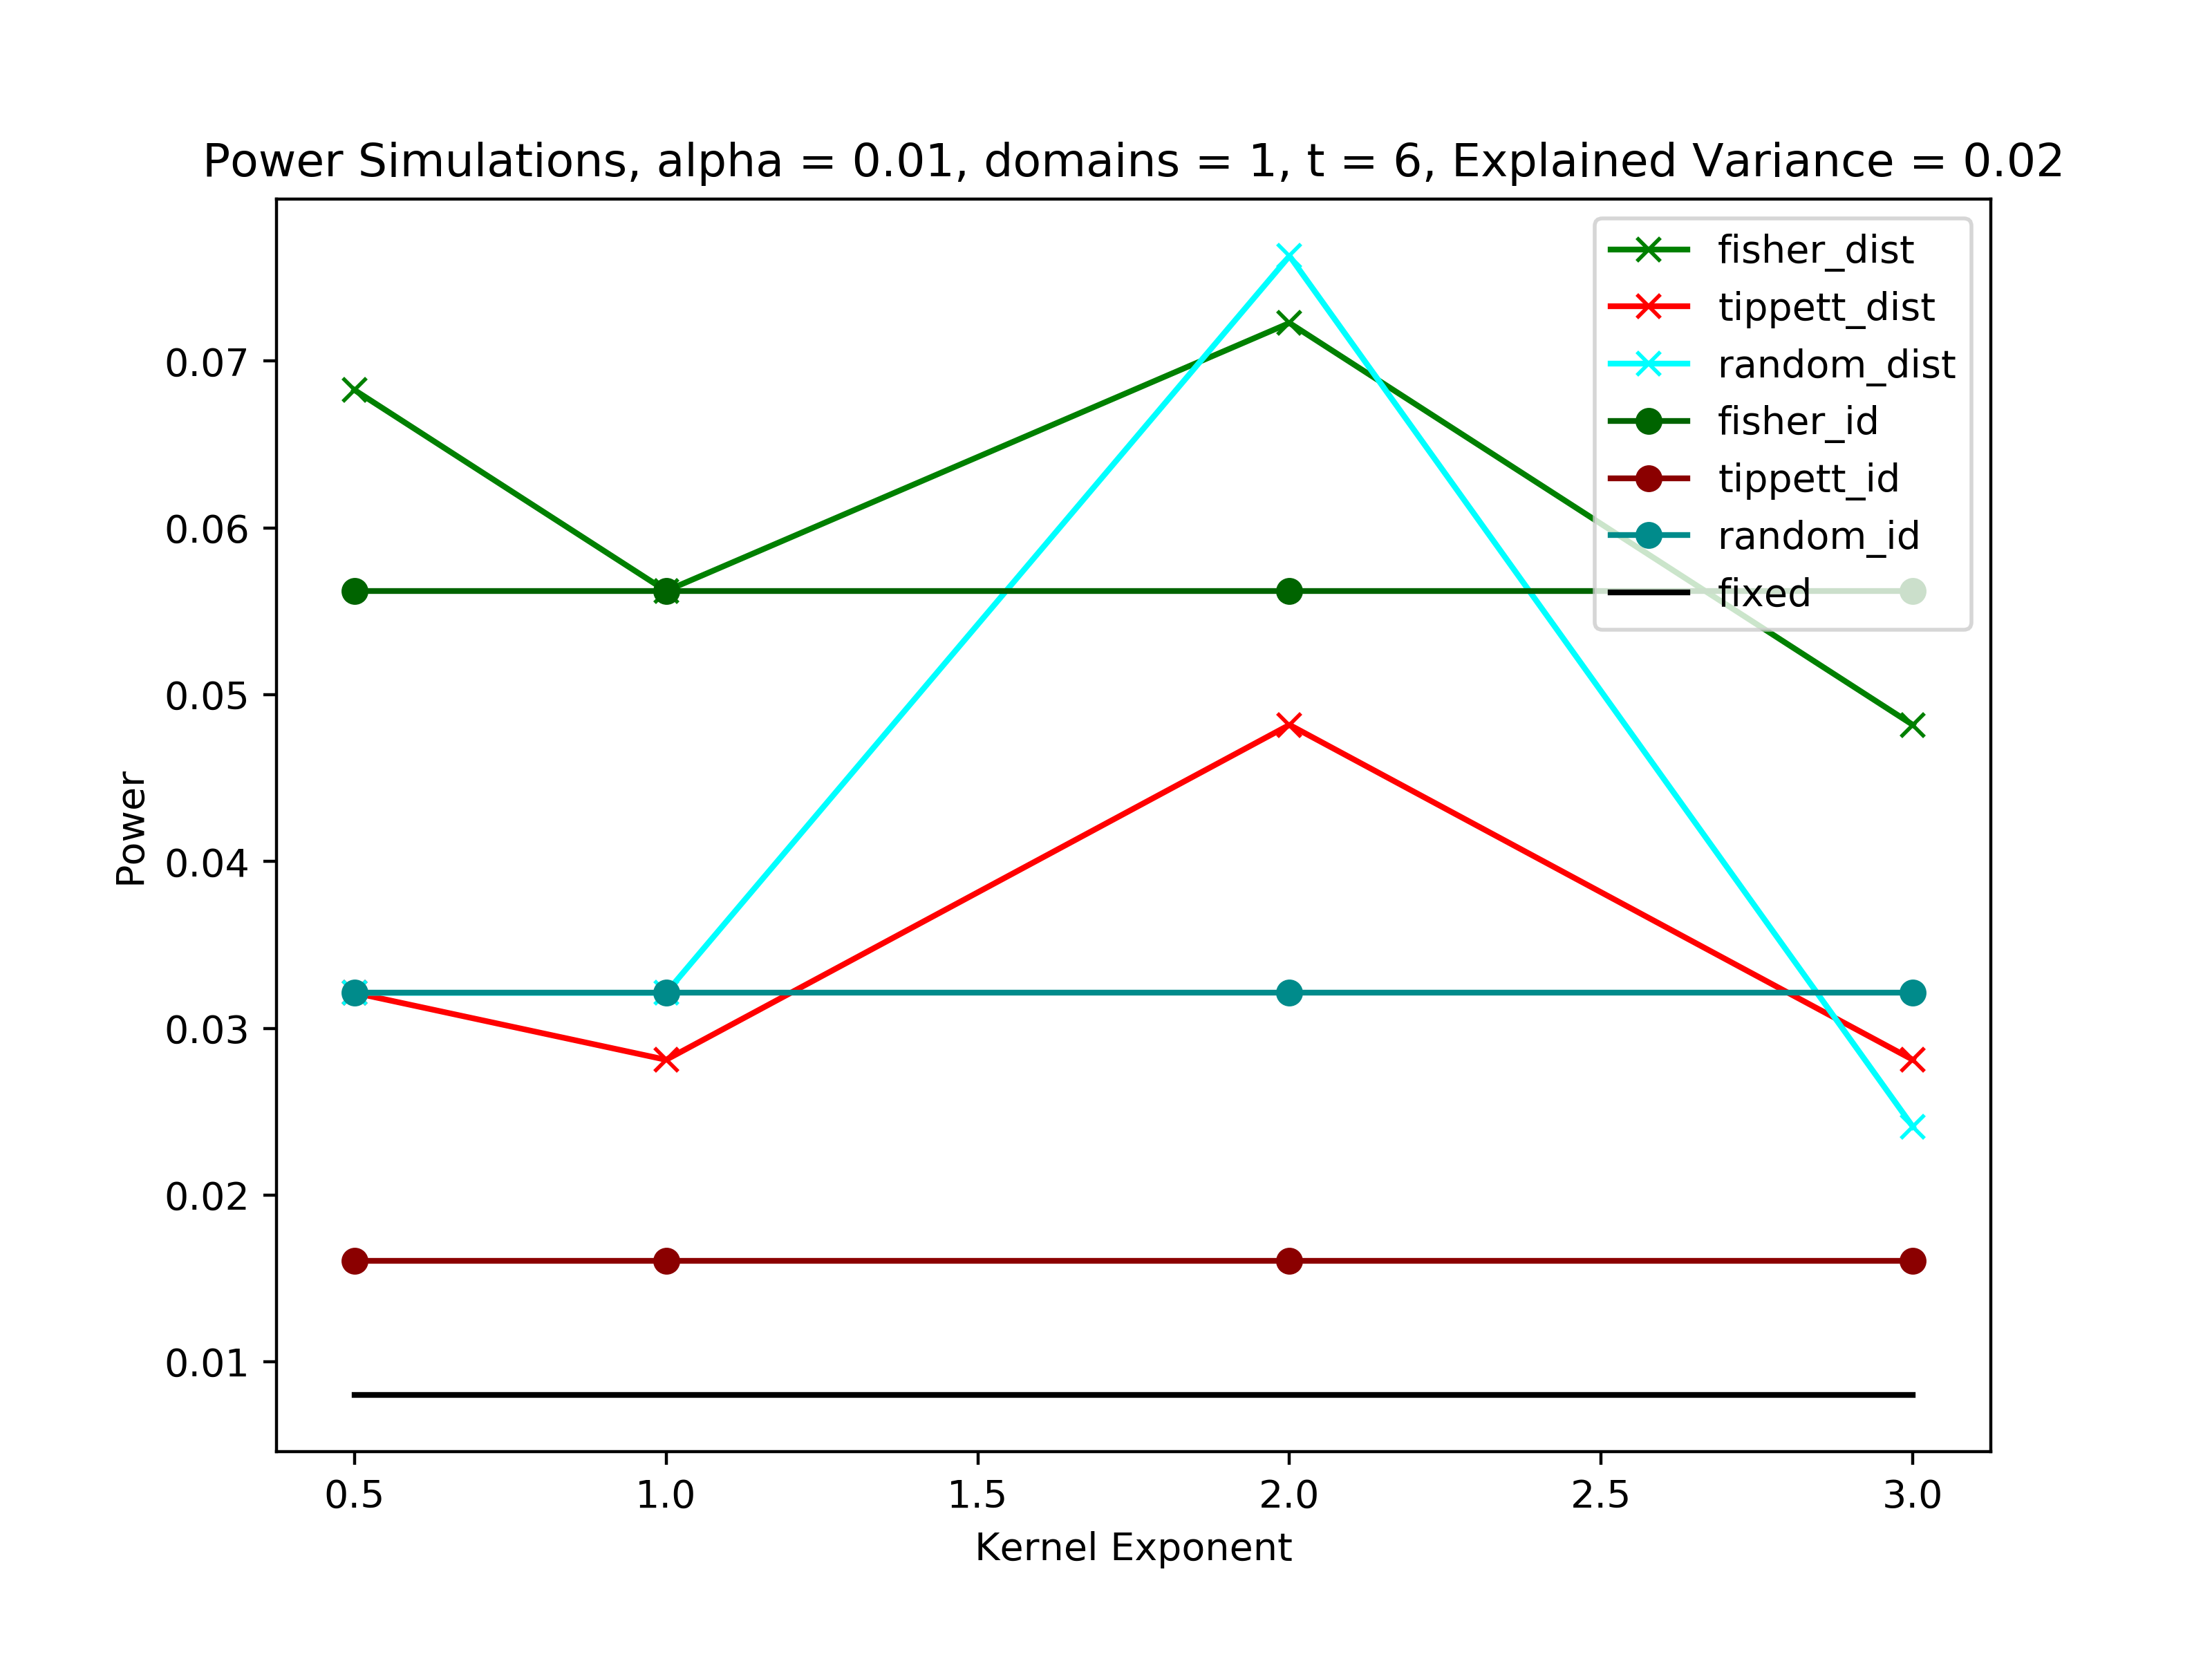 Power Simulations, alpha = 0.01, domains = 1, t = 6, Explained Variance = 0.02
fisher_dist
tippett_dist
random_dist
fisher_id
tippett_id
random_id
fixed
Power
0.07
0.06
0.05
0.04
0.03
0.02
0.01
0.5 1.0 1.5 2.0 2.5 3.0
Kernel Exponent